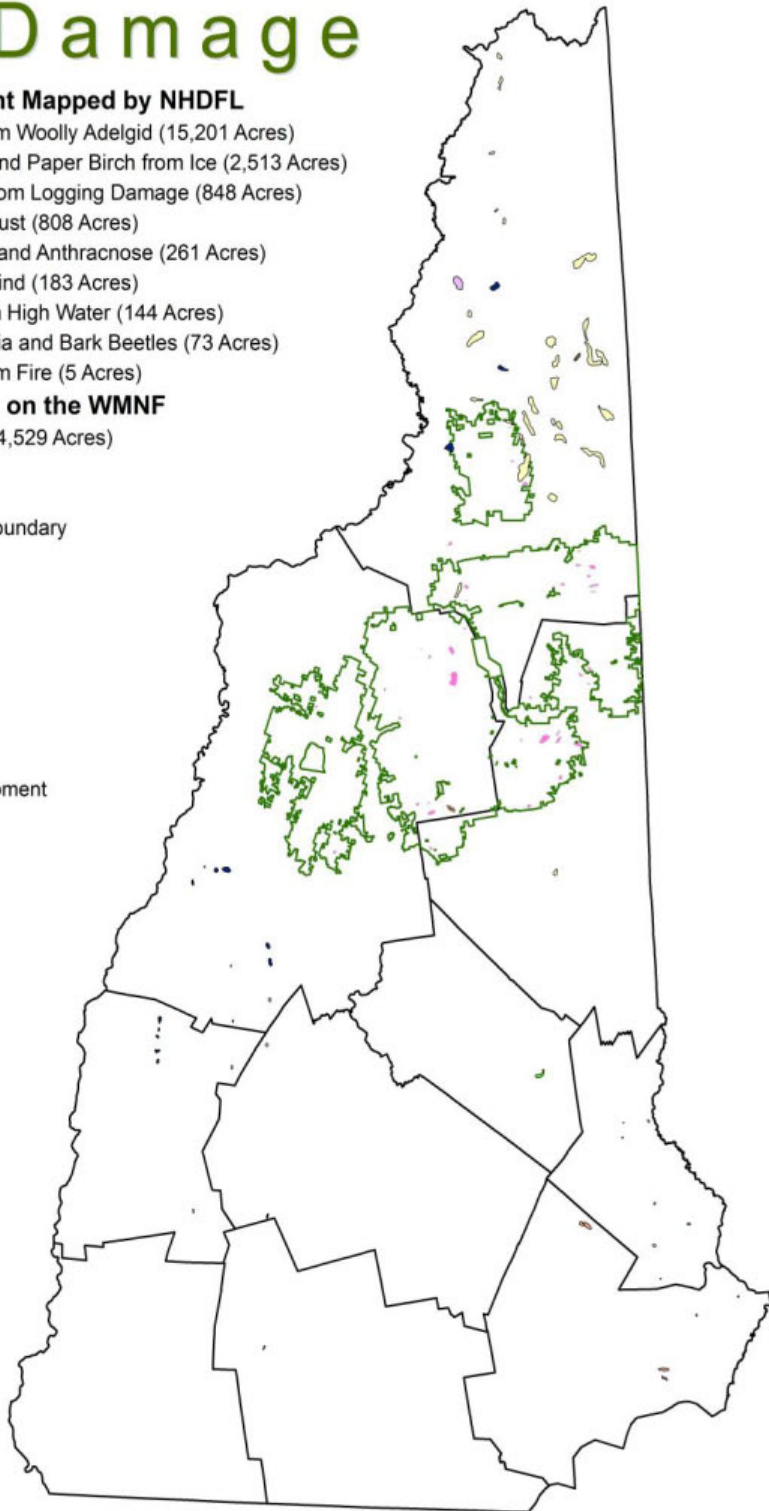 Damage
nt Mapped by NHDFL
m Woolly Adelgid (15,201 Acres)
nd Paper Birch from Ice (2,513 Acres)
om Logging Damage (848 Acres)
ust (808 Acres)
and Anthracnose (261 Acres)
ind (183 Acres)
High Water (144 Acres)
ia and Bark Beetles (73 Acres)
m Fire (5 Acres)
on the WMNF
4,529 Acres)
oundary
pment